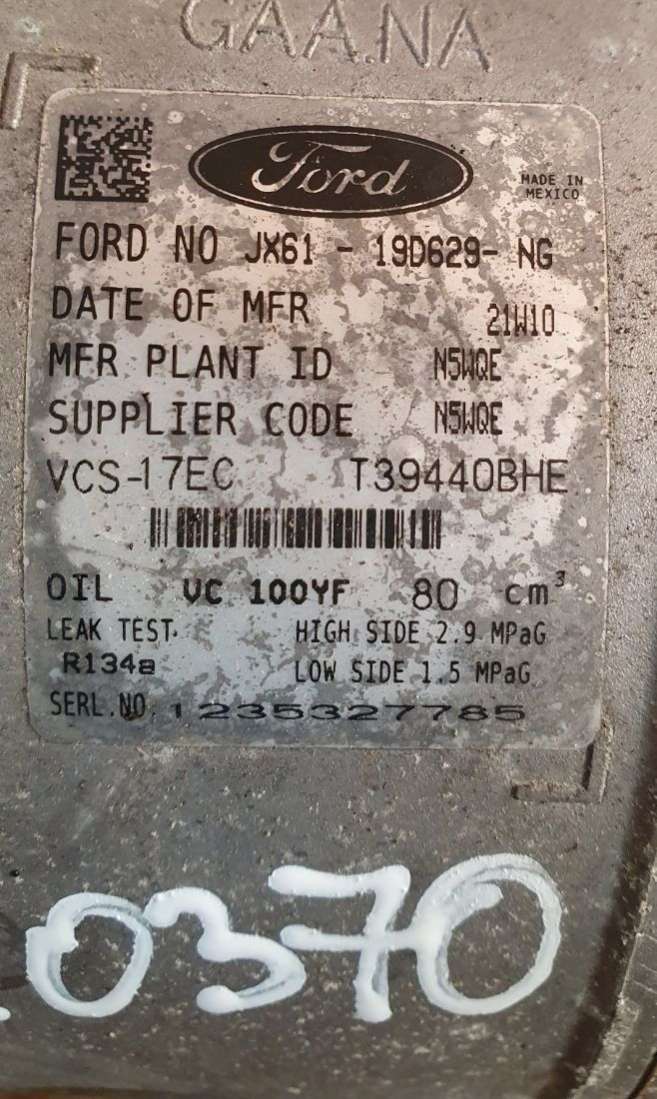 GAA.NA
Ford
MADE IN
MEXICO
FORD NO JX61 - 19D629- NG
DATE OF MFR 21W10
MFR PLANT ID N5WQE
SUPPLIER CODE N5WQE
VCS-17EC T39440BHE
OIL VC 100YF 80 cm³
LEAK TEST. HIGH SIDE 2.9 MPaG
R134a LOW SIDE 1.5 MPaG
SERL.NO. 1235327785
0370